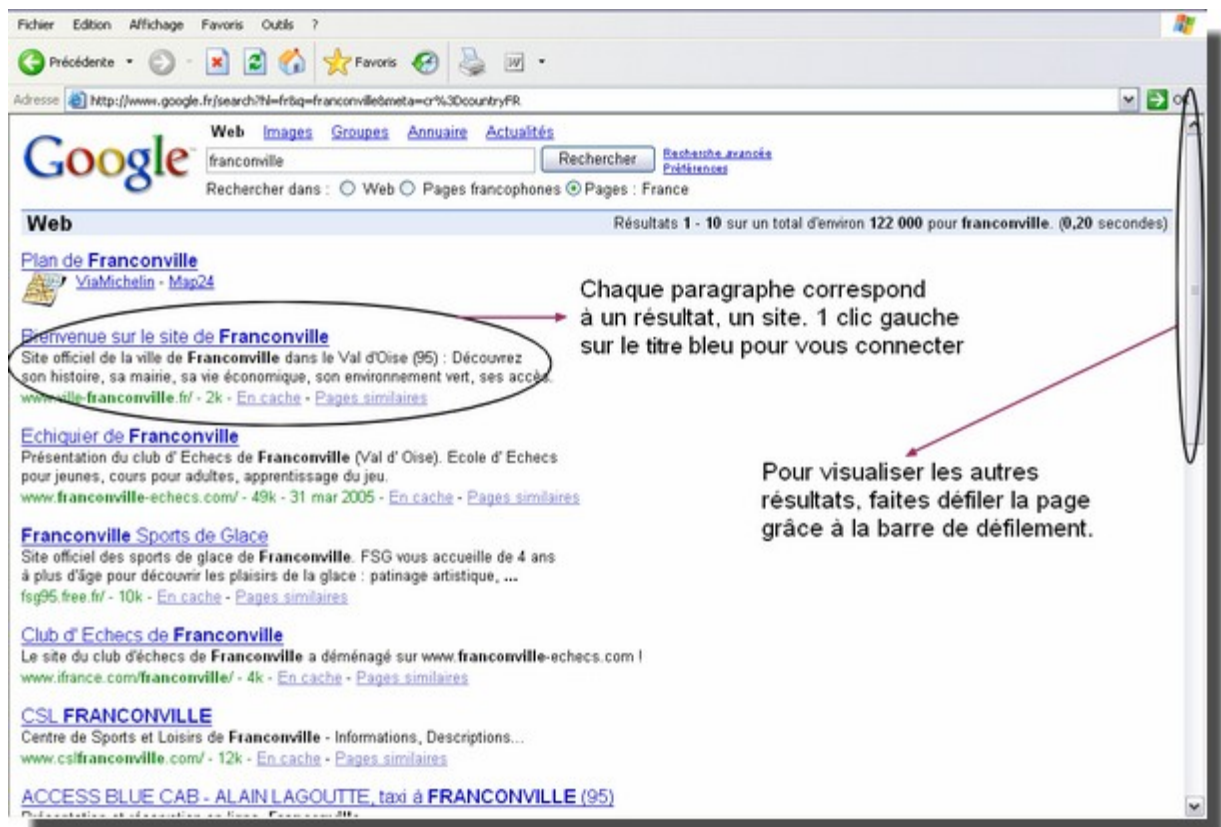 Fichier Edition Affichage Favoris Outils ?
Précédente Favoris
Adresse http://www.google.fr/search?hl=fr&q=franconville&meta=cr%3DcountryFR
Google Web Images Groupes Annuaire Actualités
franconville Rechercher Recherche avancée
Préférences
Rechercher dans : Web Pages francophones Pages : France
Web Résultats 1 - 10 sur un total d'environ 122 000 pour franconville. (0,20 secondes)
Plan de Franconville
ViaMichelin - Map24
Bienvenue sur le site de Franconville
Site officiel de la ville de Franconville dans le Val d'Oise (95) : Découvrez
son histoire, sa mairie, sa vie économique, son environnement vert, ses accès.
www.ville-franconville.fr/ - 2k - En cache - Pages similaires
Chaque paragraphe correspond
à un résultat, un site. 1 clic gauche
sur le titre bleu pour vous connecter
Echiquier de Franconville
Présentation du club d' Echecs de Franconville (Val d' Oise). Ecole d' Echecs
pour jeunes, cours pour adultes, apprentissage du jeu.
www.franconville-echecs.com/ - 49k - 31 mar 2005 - En cache - Pages similaires
Pour visualiser les autres
résultats, faites défiler la page
grâce à la barre de défilement.
Franconville Sports de Glace
Site officiel des sports de glace de Franconville. FSG vous accueille de 4 ans
à plus d'âge pour découvrir les plaisirs de la glace : patinage artistique, ...
fsg95.free.fr/ - 10k - En cache - Pages similaires
Club d' Echecs de Franconville
Le site du club d'échecs de Franconville a déménagé sur www.franconville-echecs.com !
www.ifrance.com/franconville/ - 4k - En cache - Pages similaires
CSL FRANCONVILLE
Centre de Sports et Loisirs de Franconville - Informations, Descriptions...
www.cslfranconville.com/ - 12k - En cache - Pages similaires
ACCESS BLUE CAB - ALAIN LAGOUTTE, taxi à FRANCONVILLE (95)